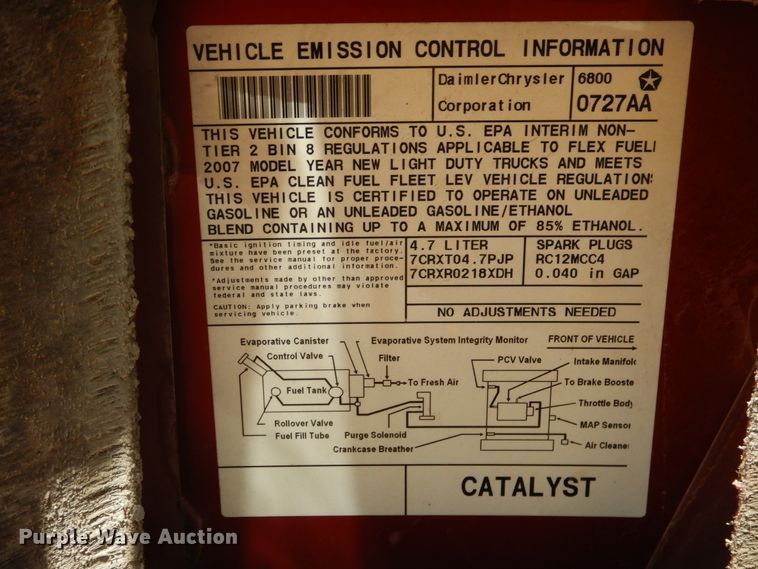 VEHICLE EMISSION CONTROL INFORMATION
DaimlerChrysler
Corporation
6800
0727AA
THIS VEHICLE CONFORMS TO U.S. EPA INTERIM NON-
TIER 2 BIN 8 REGULATIONS APPLICABLE TO FLEX FUEL
2007 MODEL YEAR NEW LIGHT DUTY TRUCKS AND MEETS
U.S. EPA CLEAN FUEL FLEET LEV VEHICLE REGULATION
THIS VEHICLE IS CERTIFIED TO OPERATE ON UNLEADED
GASOLINE OR AN UNLEADED GASOLINE/ETHANOL
BLEND CONTAINING UP TO A MAXIMUM OF 85% ETHANOL.
*Basic ignition timing and idle fuel/air
mixture have been preset at the factory.
See the service manual for proper proce-
dures and other additional information.
*Adjustments made by other than approved
service manual procedures may violate
federal and state laws.
CAUTION: Apply parking brake when
servicing vehicle.
4.7 LITER
7CRXT04.7PJP
7CRXR0218XDH
SPARK PLUGS
RC12MCC4
0.040 in GAP
NO ADJUSTMENTS NEEDED
Evaporative Canister
Evaporative System Integrity Monitor
FRONT OF VEHICLE
Control Valve
Filter
PCV Valve
Intake Manifol
Fuel Tank
To Fresh Air
To Brake Booste
Throttle Body
Rollover Valve
MAP Sensor
Fuel Fill Tube
Purge Solenoid
Crankcase Breather
Air Cleane
CATALYST
Purple Wave Auction